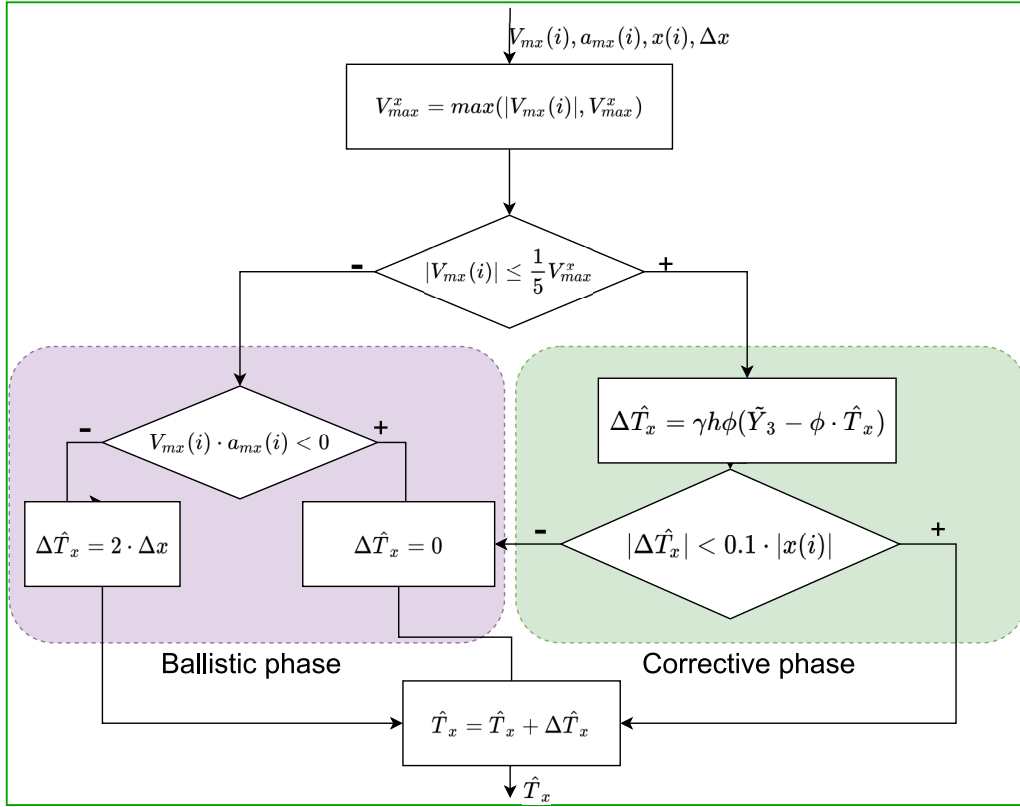 V_{mx}(i), a_{mx}(i), x(i), Δx
V^x_{max} = max(|V_{mx}(i)|, V^x_{max})
|V_{mx}(i)| ≤ \frac{1}{5} V^x_{max}
-
+
V_{mx}(i) · a_{mx}(i) < 0
-
+
Δ\hat{T}_x = γhϕ(\tilde{Y}_3 − ϕ · \hat{T}_x)
Δ\hat{T}_x = 2 · Δx
Δ\hat{T}_x = 0
|Δ\hat{T}_x| < 0.1 · |x(i)|
-
+
Ballistic phase
Corrective phase
\hat{T}_x = \hat{T}_x + Δ\hat{T}_x
\hat{T}_x